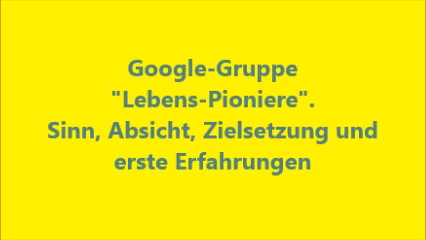 Google-Gruppe
"Lebens-Pioniere".
Sinn, Absicht, Zielsetzung und
erste Erfahrungen